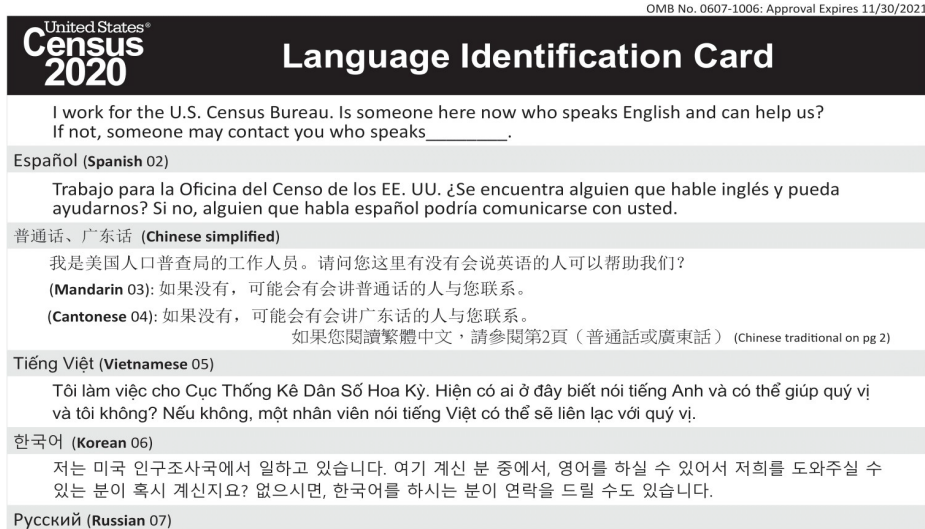 OMB No. 0607-1006: Approval Expires 11/30/2021
United States®
Census
2020
Language Identification Card
I work for the U.S. Census Bureau. Is someone here now who speaks English and can help us?
If not, someone may contact you who speaks________.
Español (Spanish 02)
Trabajo para la Oficina del Censo de los EE. UU. ¿Se encuentra alguien que hable inglés y pueda
ayudarnos? Si no, alguien que habla español podría comunicarse con usted.
普通话、广东话 (Chinese simplified)
我是美国人口普查局的工作人员。请问您这里有没有会说英语的人可以帮助我们？
(Mandarin 03): 如果没有，可能会有会讲普通话的人与您联系。
(Cantonese 04): 如果没有，可能会有会讲广东话的人与您联系。
如果您閱讀繁體中文，請參閱第2頁（普通話或廣東話） (Chinese traditional on pg 2)
Tiếng Việt (Vietnamese 05)
Tôi làm việc cho Cục Thống Kê Dân Số Hoa Kỳ. Hiện có ai ở đây biết nói tiếng Anh và có thể giúp quý vị
và tôi không? Nếu không, một nhân viên nói tiếng Việt có thể sẽ liên lạc với quý vị.
한국어 (Korean 06)
저는 미국 인구조사국에서 일하고 있습니다. 여기 계신 분 중에서, 영어를 하실 수 있어서 저희를 도와주실 수
있는 분이 혹시 계신지요? 없으시면, 한국어를 하시는 분이 연락을 드릴 수도 있습니다.
Русский (Russian 07)